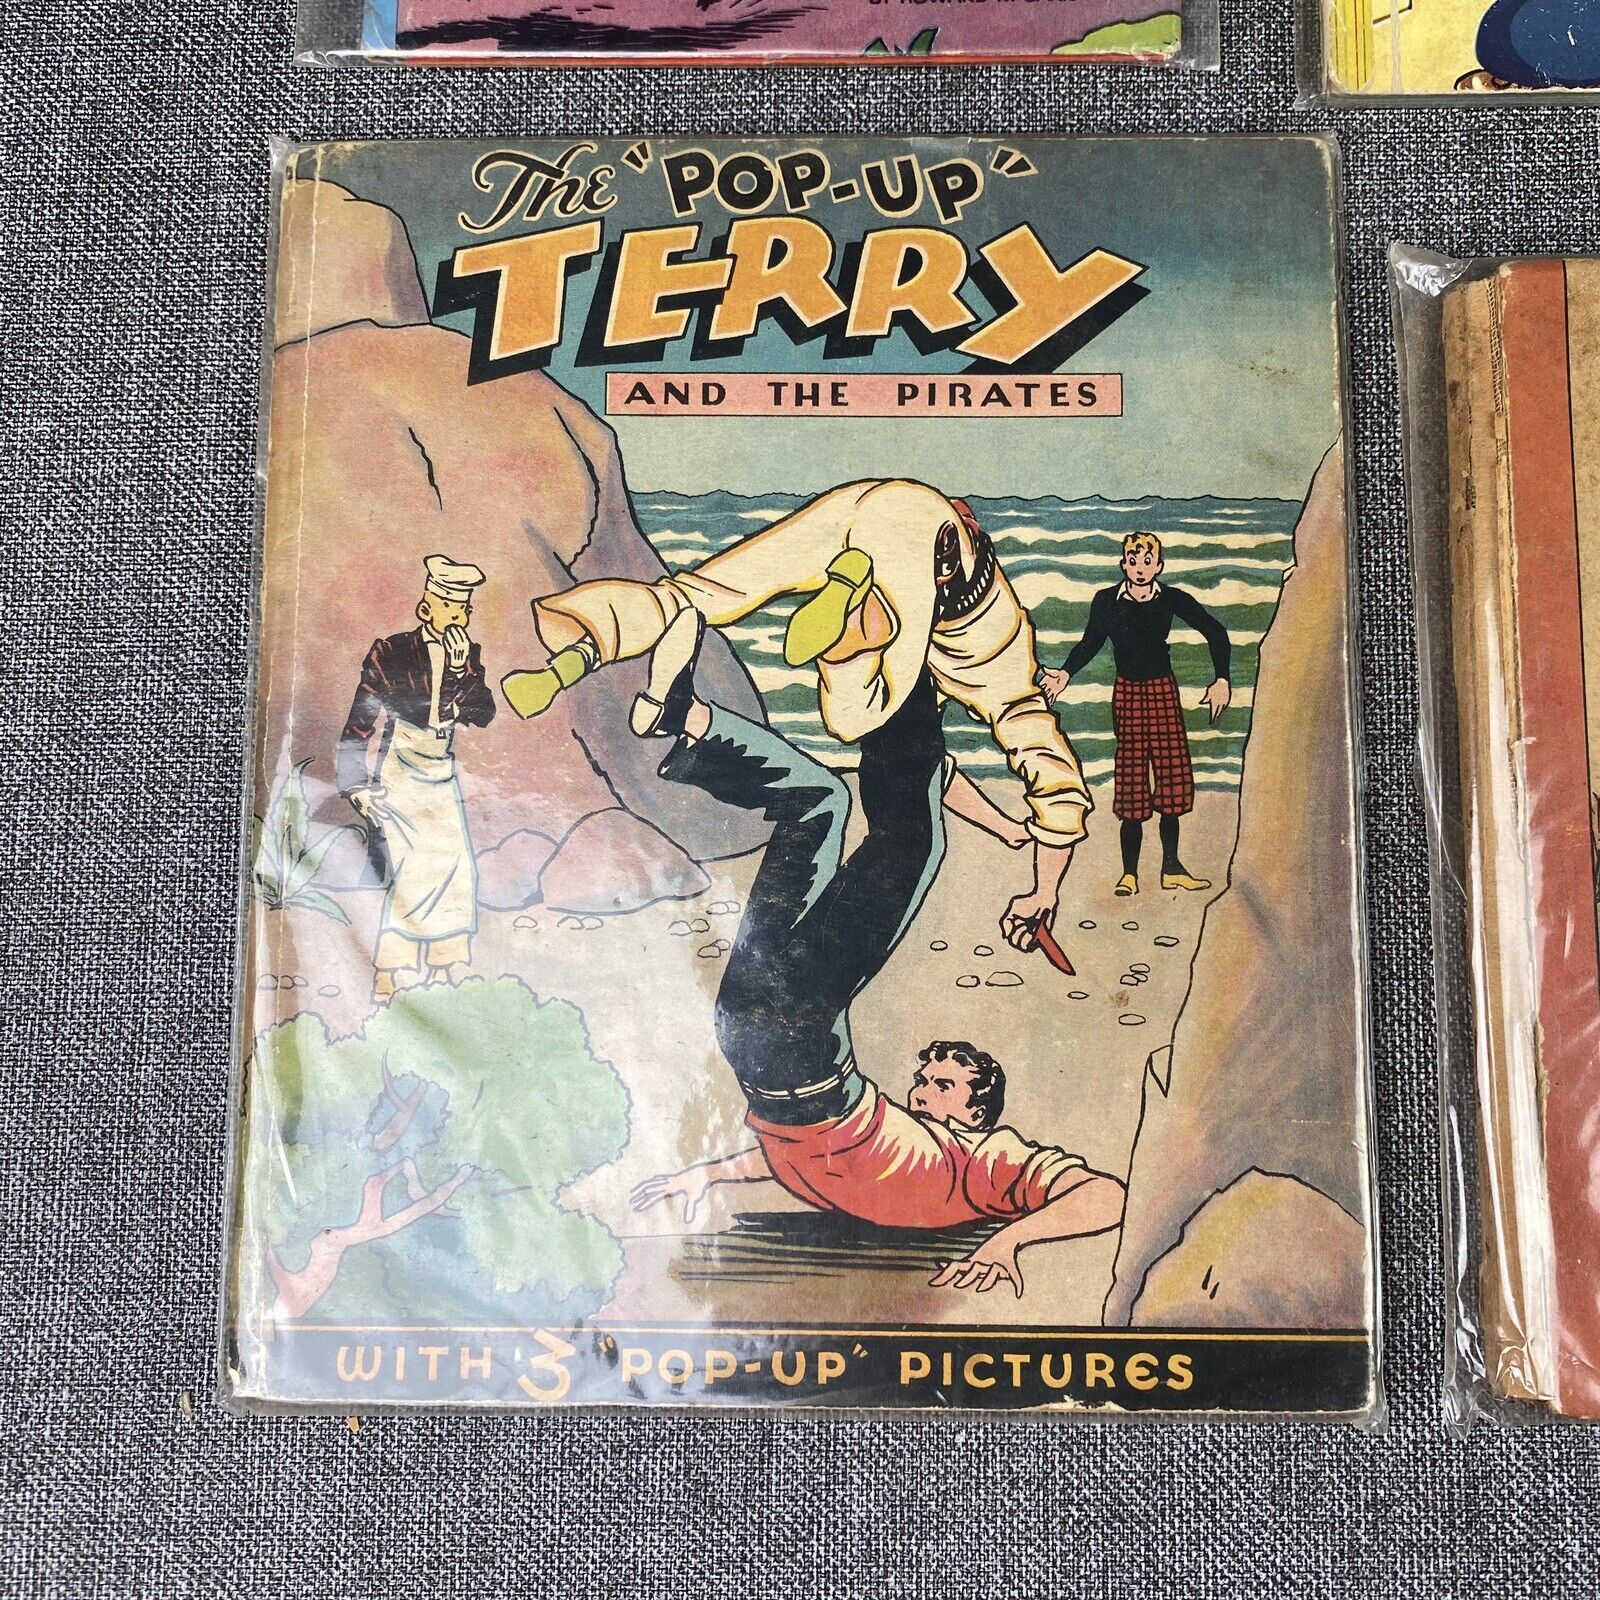 The "POP-UP"
TERRY
AND THE PIRATES
WITH 3 "POP-UP" PICTURES